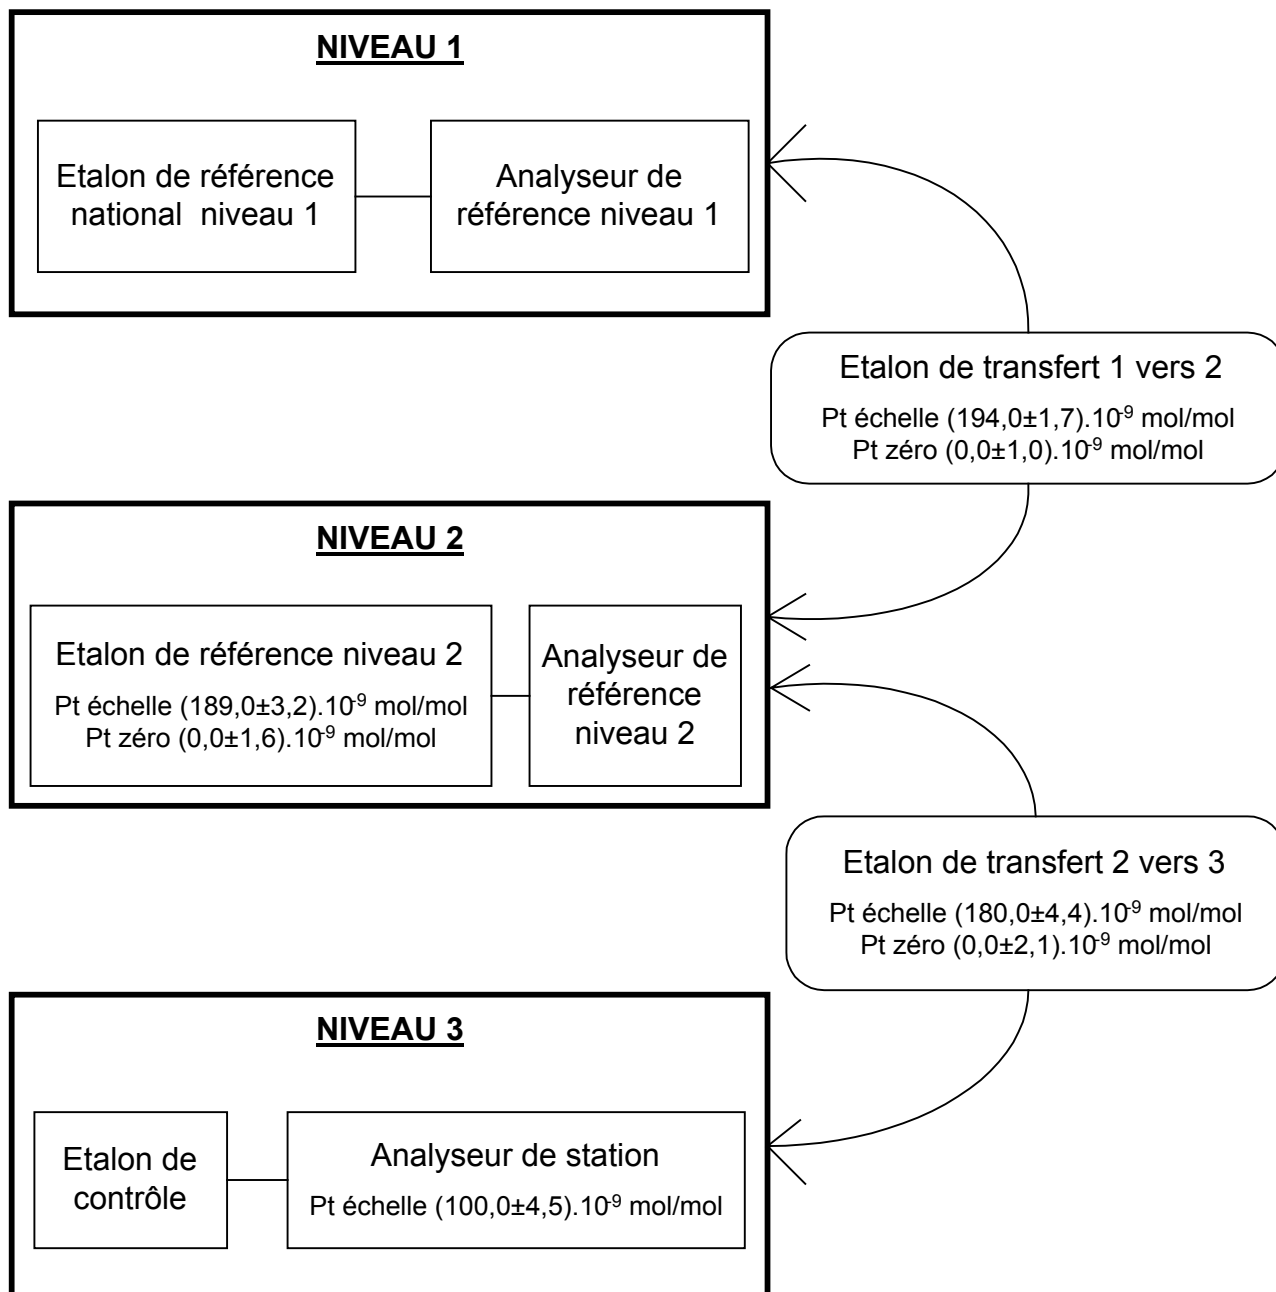 NIVEAU 1
Etalon de référence
national niveau 1
Analyseur de
référence niveau 1
Etalon de transfert 1 vers 2
Pt échelle (194,0±1,7).10⁻⁹ mol/mol
Pt zéro (0,0±1,0).10⁻⁹ mol/mol
NIVEAU 2
Etalon de référence niveau 2
Pt échelle (189,0±3,2).10⁻⁹ mol/mol
Pt zéro (0,0±1,6).10⁻⁹ mol/mol
Analyseur de
référence
niveau 2
Etalon de transfert 2 vers 3
Pt échelle (180,0±4,4).10⁻⁹ mol/mol
Pt zéro (0,0±2,1).10⁻⁹ mol/mol
NIVEAU 3
Etalon de
contrôle
Analyseur de station
Pt échelle (100,0±4,5).10⁻⁹ mol/mol